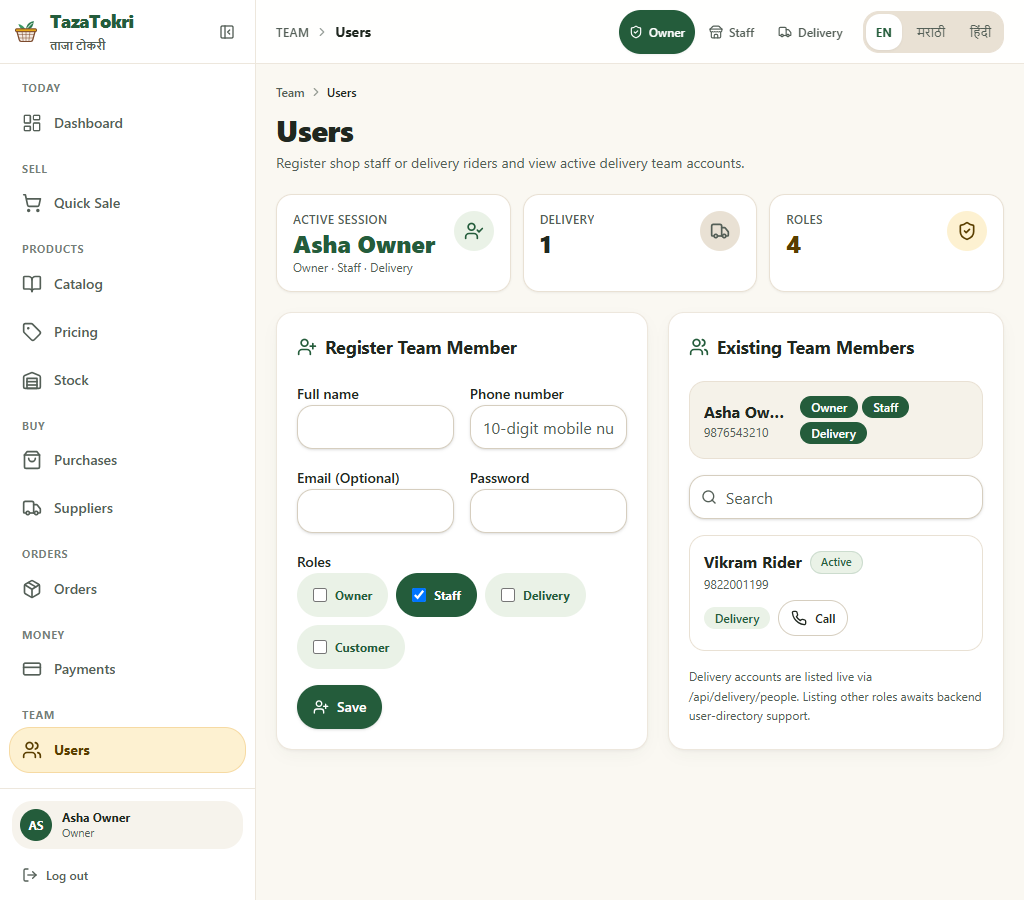 TazaTokri
ताजा टोकरी
TODAY
Dashboard
SELL
Quick Sale
PRODUCTS
Catalog
Pricing
Stock
BUY
Purchases
Suppliers
ORDERS
Orders
MONEY
Payments
TEAM
Users
AS
Asha Owner
Owner
Log out
TEAM > Users
Owner
Staff
Delivery
EN
मराठी
हिंदी
Team > Users
Users
Register shop staff or delivery riders and view active delivery team accounts.
ACTIVE SESSION
Asha Owner
Owner · Staff · Delivery
DELIVERY
1
ROLES
4
Register Team Member
Full name
Phone number
10-digit mobile nu
Email (Optional)
Password
Roles
Owner
Staff
Delivery
Customer
Save
Existing Team Members
Asha Ow...
9876543210
Owner
Staff
Delivery
Search
Vikram Rider
Active
9822001199
Delivery
Call
Delivery accounts are listed live via
/api/delivery/people. Listing other roles awaits backend
user-directory support.